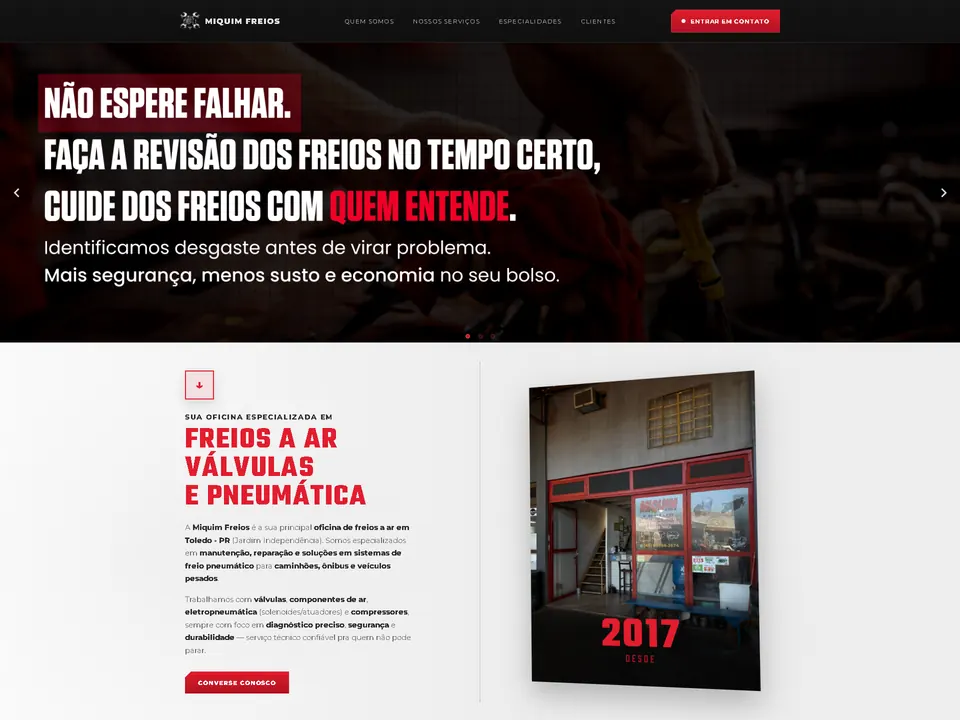 MIQUIM FREIOS
QUEM SOMOS
NOSSOS SERVIÇOS
ESPECIALIDADES
CLIENTES
ENTRAR EM CONTATO
NÃO ESPERE FALHAR.
FAÇA A REVISÃO DOS FREIOS NO TEMPO CERTO,
CUIDE DOS FREIOS COM QUEM ENTENDE.
Identificamos desgaste antes de virar problema.
Mais segurança, menos susto e economia no seu bolso.
SUA OFICINA ESPECIALIZADA EM
FREIOS A AR
VÁLVULAS
E PNEUMÁTICA
A Miquim Freios é a sua principal oficina de freios a ar em
Toledo - PR (Jardim Independência). Somos especializados
em manutenção, reparação e soluções em sistemas de
freio pneumático para caminhões, ônibus e veículos
pesados.
Trabalhamos com válvulas, componentes de ar,
eletropneumática (solenoides/atuadores) e compressores,
sempre com foco em diagnóstico preciso, segurança e
durabilidade — serviço técnico confiável pra quem não pode
parar.
CONVERSE CONOSCO
2017
DESDE